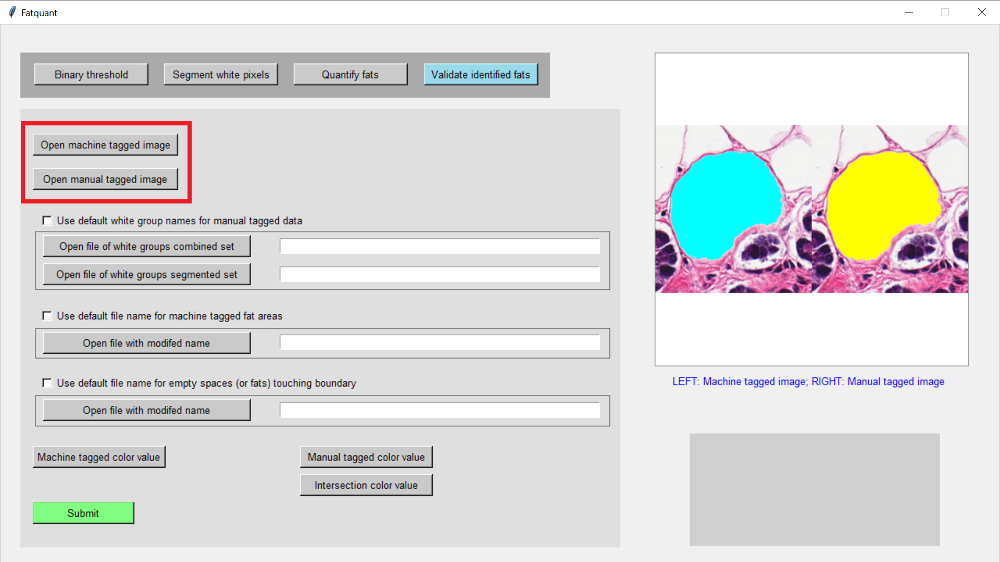 Fatquant
Binary threshold
Segment white pixels
Quantify fats
Validate identified fats
Open machine tagged image
Open manual tagged image
Use default white group names for manual tagged data
Open file of white groups combined set
Open file of white groups segmented set
Use default file name for machine tagged fat areas
Open file with modifed name
Use default file name for empty spaces (or fats) touching boundary
Open file with modifed name
Machine tagged color value
Manual tagged color value
Intersection color value
Submit
LEFT: Machine tagged image; RIGHT: Manual tagged image